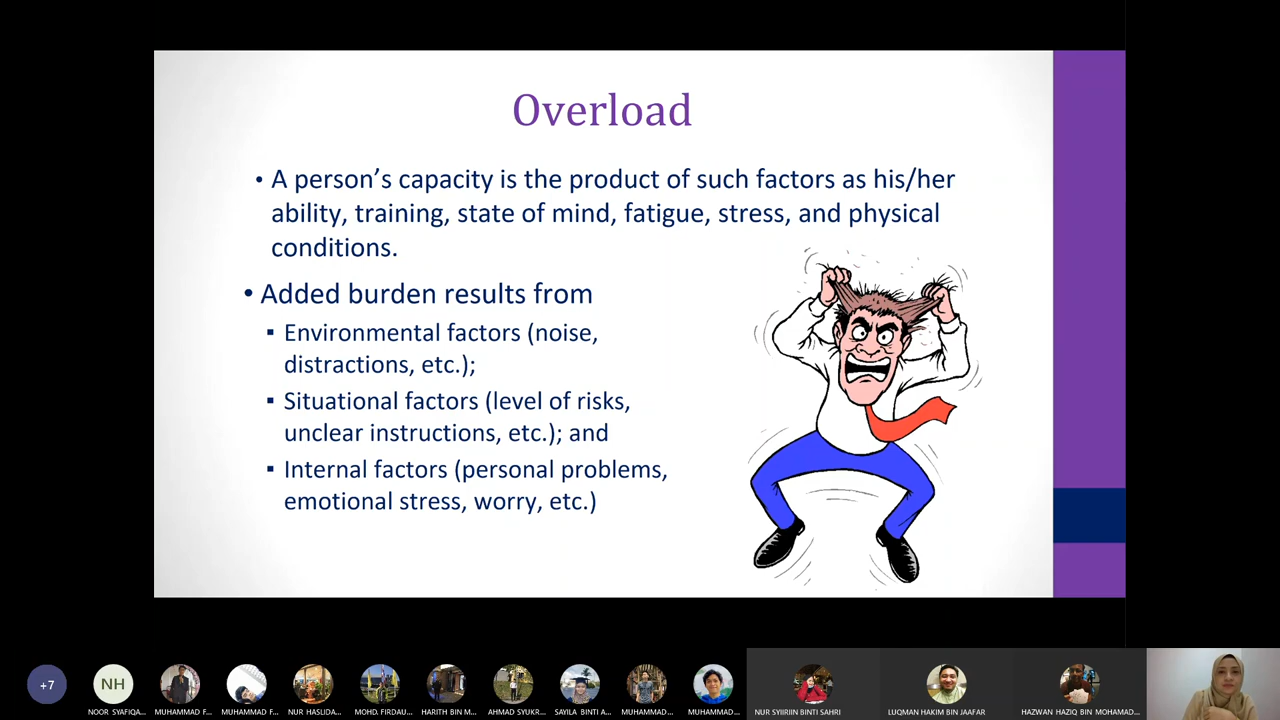 Overload
• A person's capacity is the product of such factors as his/her
ability, training, state of mind, fatigue, stress, and physical
conditions.
• Added burden results from
▪ Environmental factors (noise,
distractions, etc.);
▪ Situational factors (level of risks,
unclear instructions, etc.); and
▪ Internal factors (personal problems,
emotional stress, worry, etc.)
+7
NH
NOOR SYAFIQA...
MUHAMMAD F...
MUHAMMAD F...
NUR HASLIDA...
MOHD. FIRDAU...
HARITH BIN M...
AHMAD SYUKR...
SAYILA BINTI A...
MUHAMMAD...
MUHAMMAD...
NUR SYIIRIIN BINTI SAHRI
LUQMAN HAKIM BIN JAAFAR
HAZWAN HAZIQ BIN MOHAMAD...